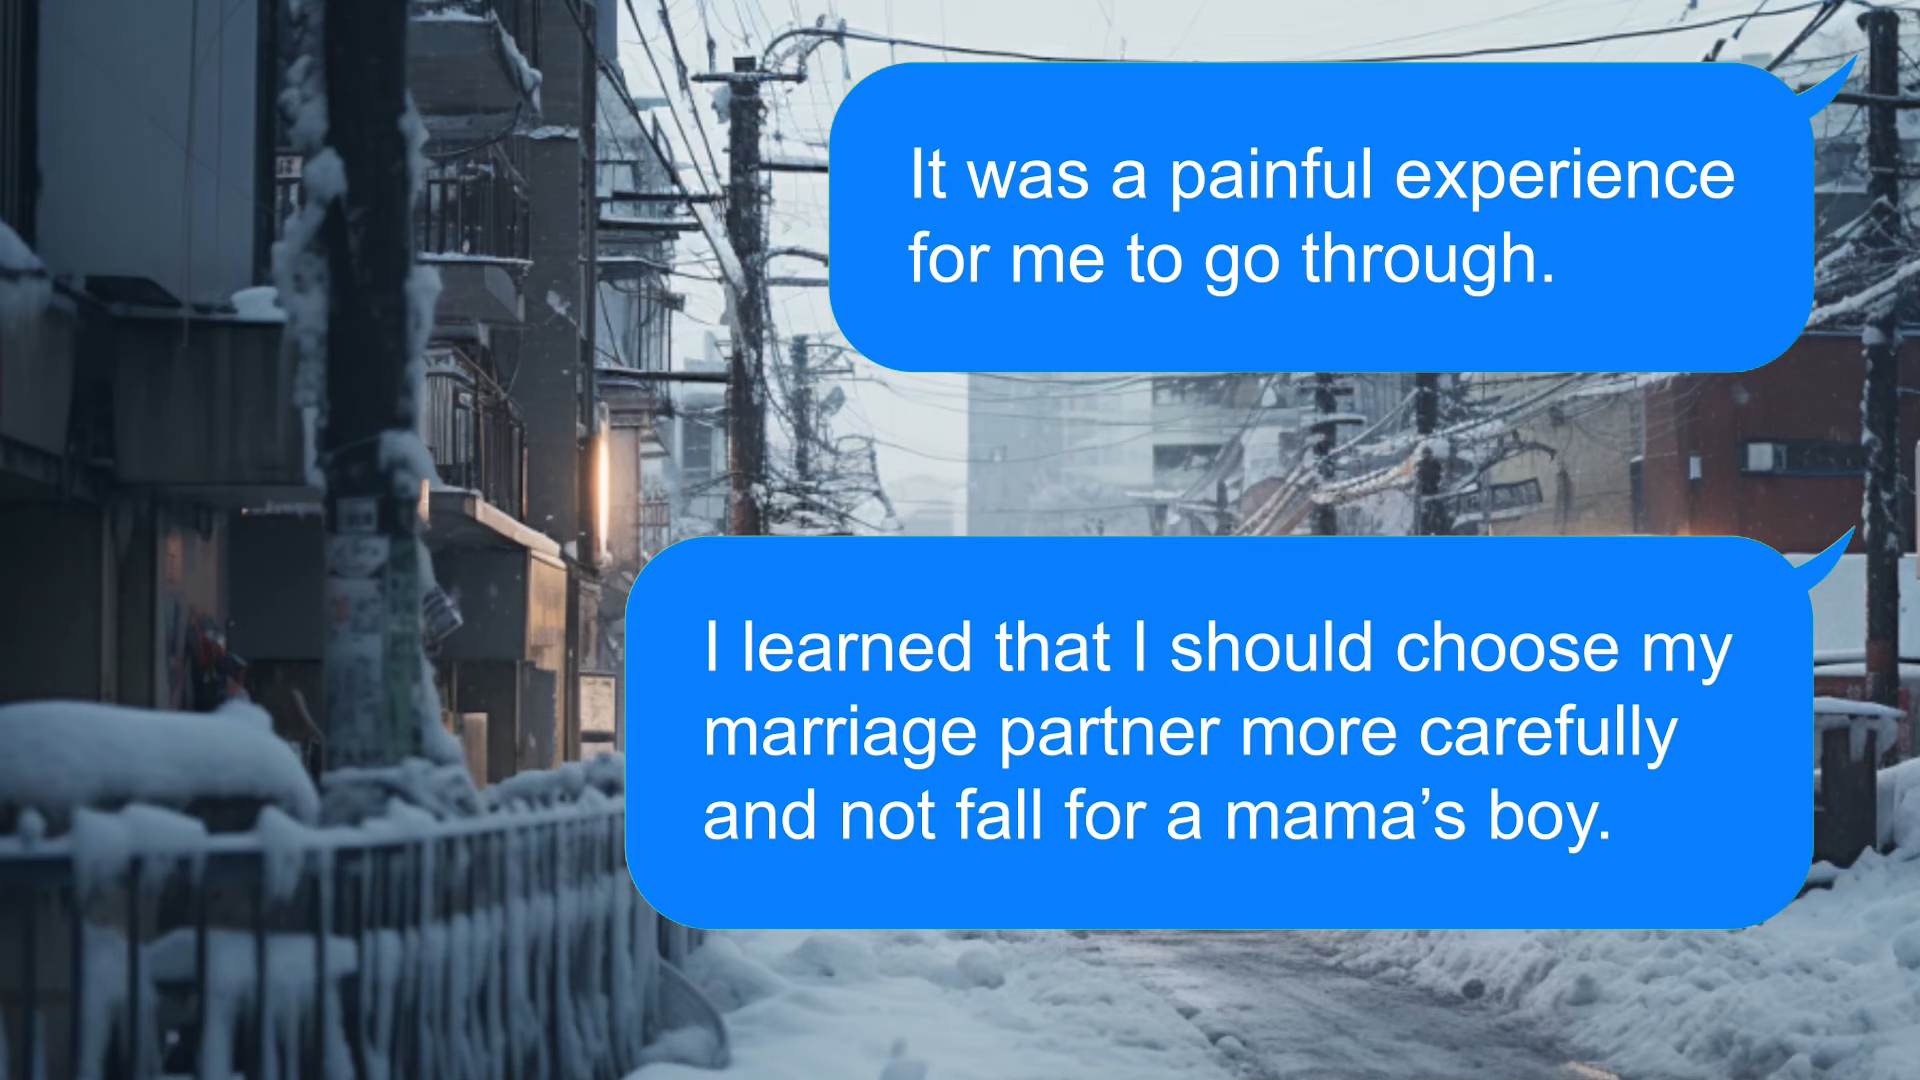 It was a painful experience
for me to go through.
I learned that I should choose my
marriage partner more carefully
and not fall for a mama’s boy.